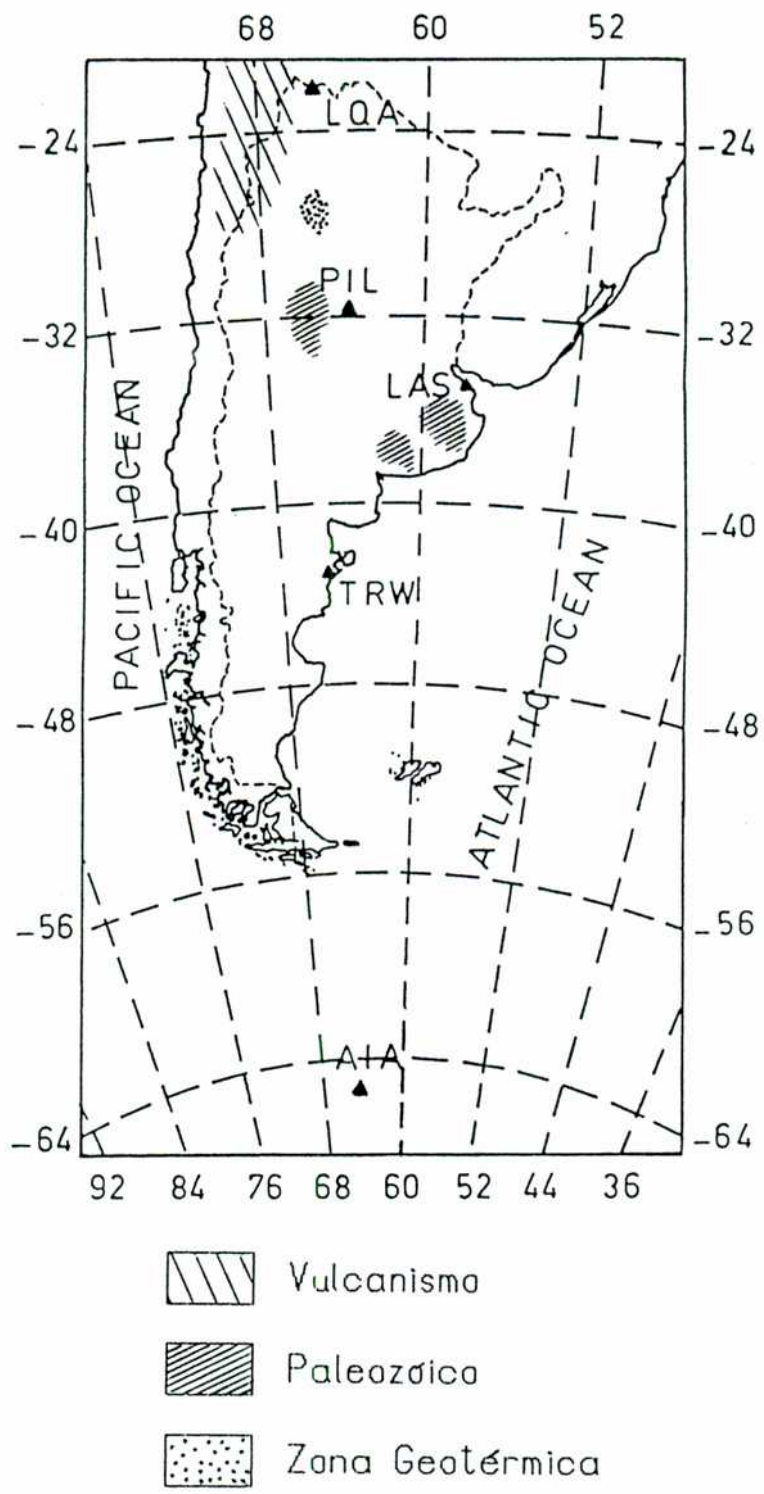 68 60 52
LQA
-24 -24
PIL
-32 -32
LAS
PACIFIC OCEAN
-40 -40
TRW
ATLANTIC OCEAN
-48 -48
-56 -56
AIA
-64 -64
92 84 76 68 60 52 44 36
Vulcanismo
Paleozóico
Zona Geotérmica